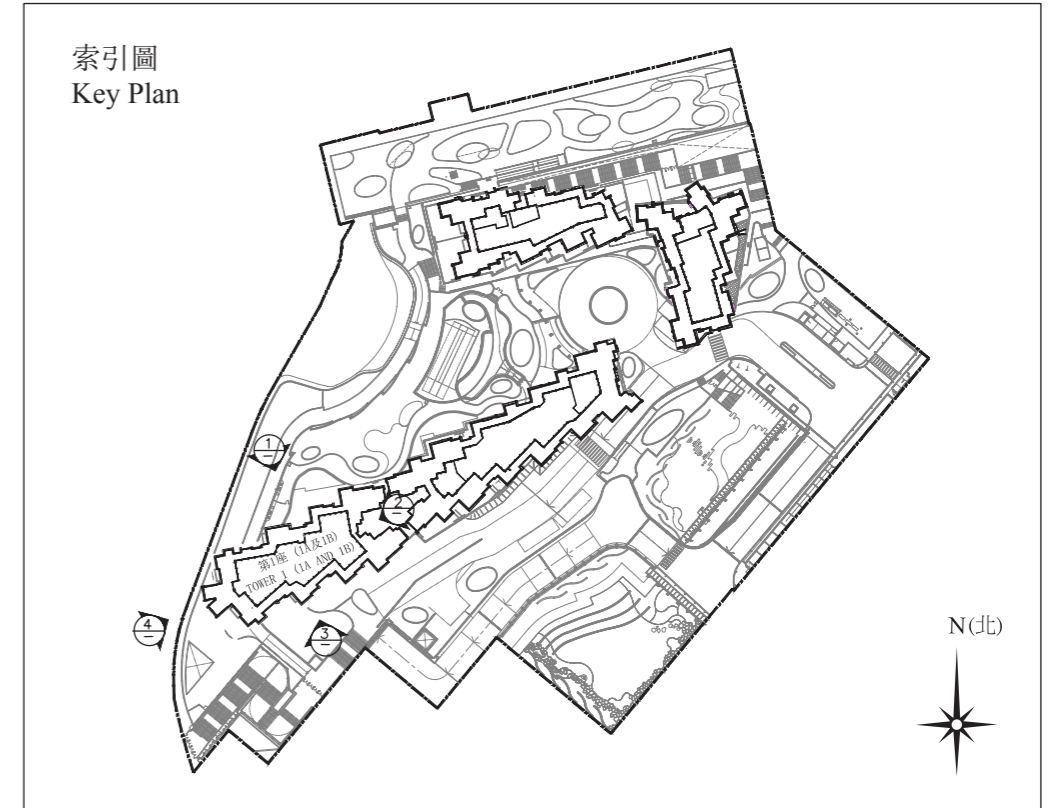 索引圖
Key Plan
1
–
2
–
第1座 (1A及1B)
TOWER 1 (1A AND 1B)
4
–
3
–
N(北)